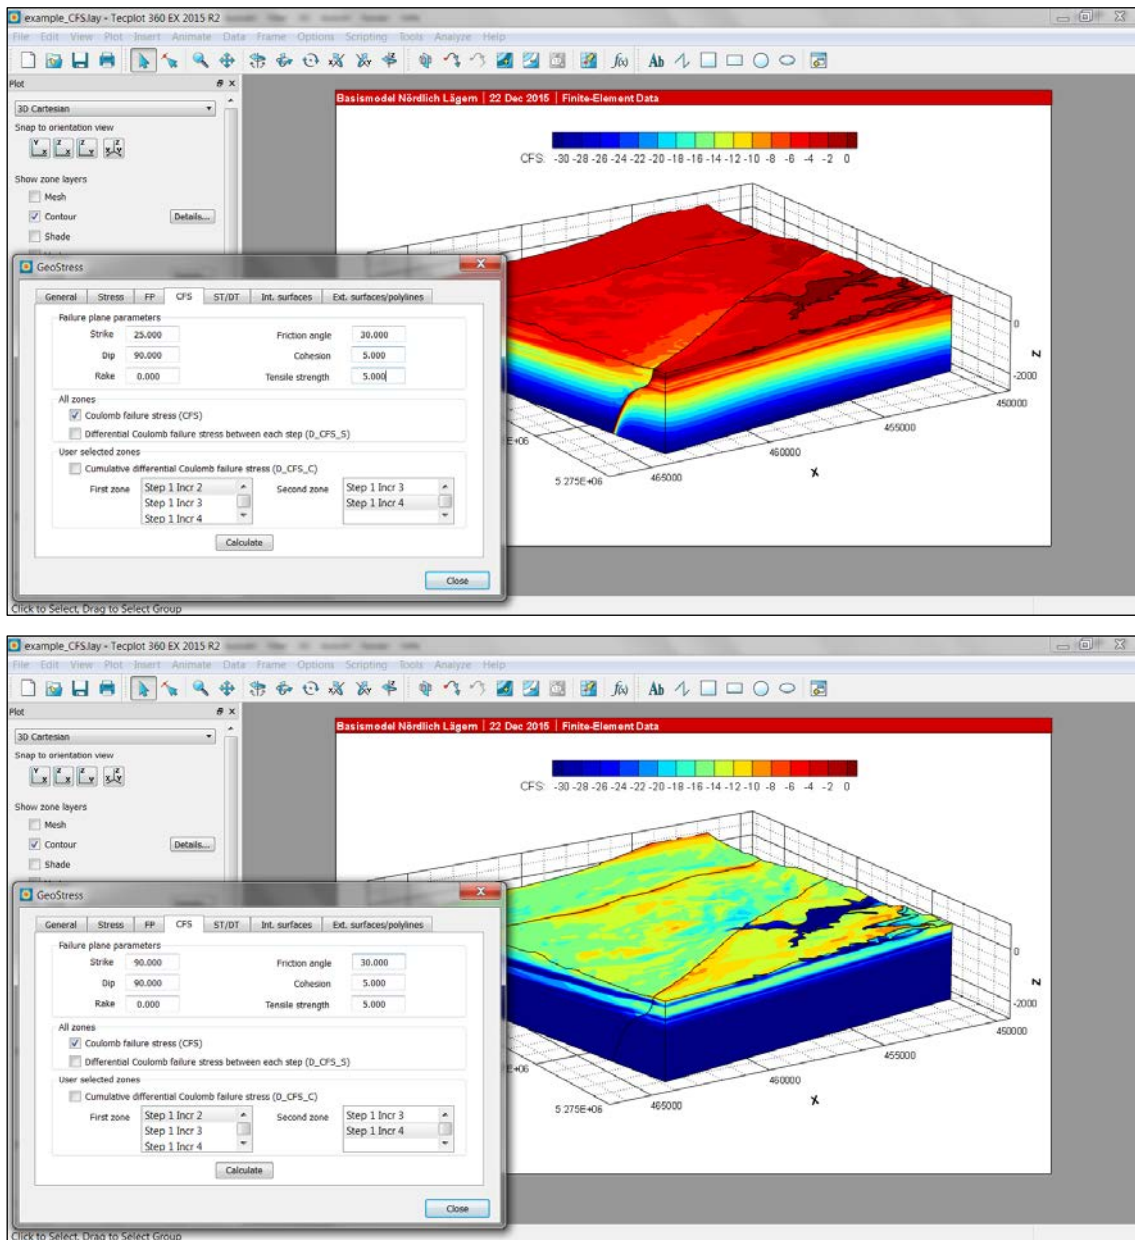 example_CFS.lay - Tecplot 360 EX 2015 R2
File Edit View Plot Insert Animate Data Frame Options Scripting Tools Analyze Help
Plot
3D Cartesian
Snap to orientation view
Show zone layers
Mesh
Contour Details...
Shade
Basismodel Nördlich Lägern | 22 Dec 2015 | Finite-Element Data
CFS: -30 -28 -26 -24 -22 -20 -18 -16 -14 -12 -10 -8 -6 -4 -2 0
0
Z
-2000
450000
455000
460000
X
465000
E+06
5.275E+06
GeoStress
General Stress FP CFS ST/DT Int. surfaces Ext. surfaces/polylines
Failure plane parameters
Strike 25.000 Friction angle 30.000
Dip 90.000 Cohesion 5.000
Rake 0.000 Tensile strength 5.000
All zones
Coulomb failure stress (CFS)
Differential Coulomb failure stress between each step (D_CFS_S)
User selected zones
Cumulative differential Coulomb failure stress (D_CFS_C)
First zone Step 1 Incr 2 Second zone Step 1 Incr 3
Step 1 Incr 3 Step 1 Incr 4
Step 1 Incr 4
Calculate
Close
Click to Select, Drag to Select Group
example_CFS.lay - Tecplot 360 EX 2015 R2
File Edit View Plot Insert Animate Data Frame Options Scripting Tools Analyze Help
Plot
3D Cartesian
Snap to orientation view
Show zone layers
Mesh
Contour Details...
Shade
Basismodel Nördlich Lägern | 22 Dec 2015 | Finite-Element Data
CFS: -30 -28 -26 -24 -22 -20 -18 -16 -14 -12 -10 -8 -6 -4 -2 0
0
Z
-2000
450000
455000
460000
X
465000
E+06
5.275E+06
GeoStress
General Stress FP CFS ST/DT Int. surfaces Ext. surfaces/polylines
Failure plane parameters
Strike 90.000 Friction angle 30.000
Dip 90.000 Cohesion 5.000
Rake 0.000 Tensile strength 5.000
All zones
Coulomb failure stress (CFS)
Differential Coulomb failure stress between each step (D_CFS_S)
User selected zones
Cumulative differential Coulomb failure stress (D_CFS_C)
First zone Step 1 Incr 2 Second zone Step 1 Incr 3
Step 1 Incr 3 Step 1 Incr 4
Step 1 Incr 4
Calculate
Close
Click to Select, Drag to Select Group